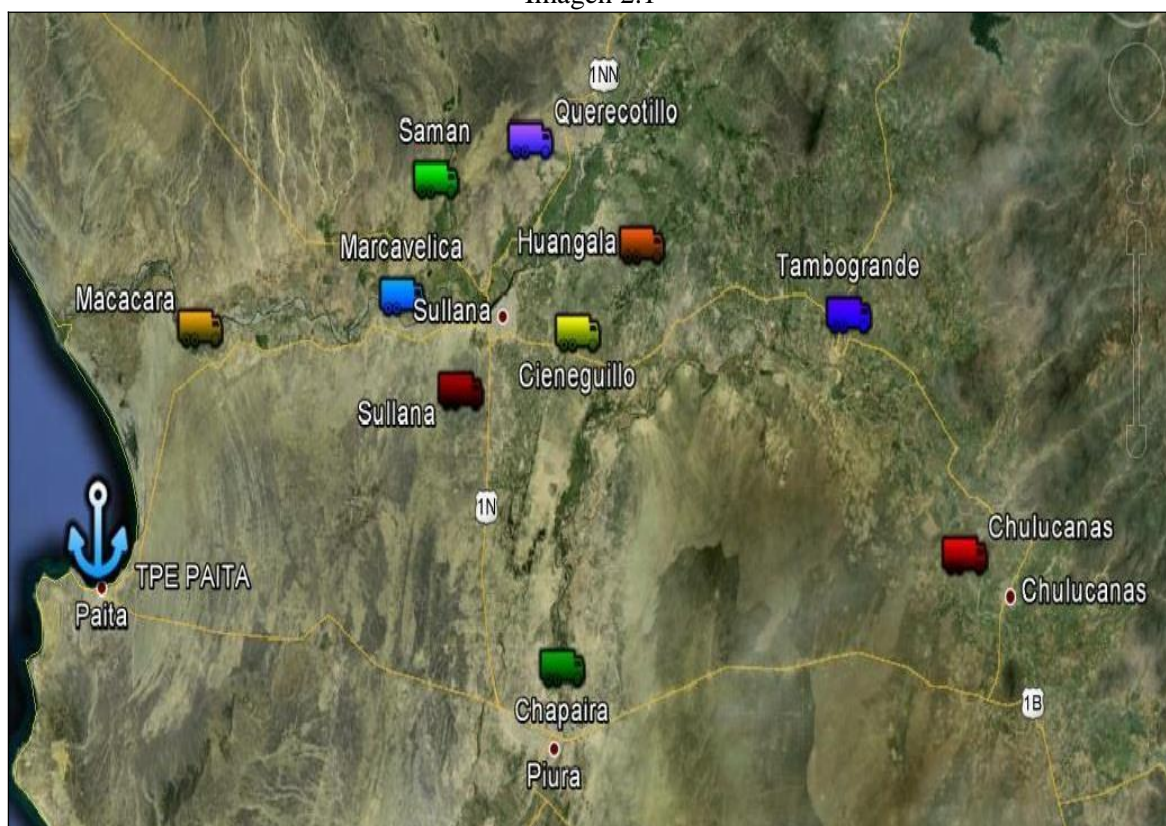 Imagen 2.1
1NN
Querecotillo
Saman
Marcavelica
Huangala
Tambogrande
Macacara
Sullana
Cieneguillo
Sullana
1N
Chulucanas
TPE PAITA
Chulucanas
Paita
Chapaira
1B
Piura